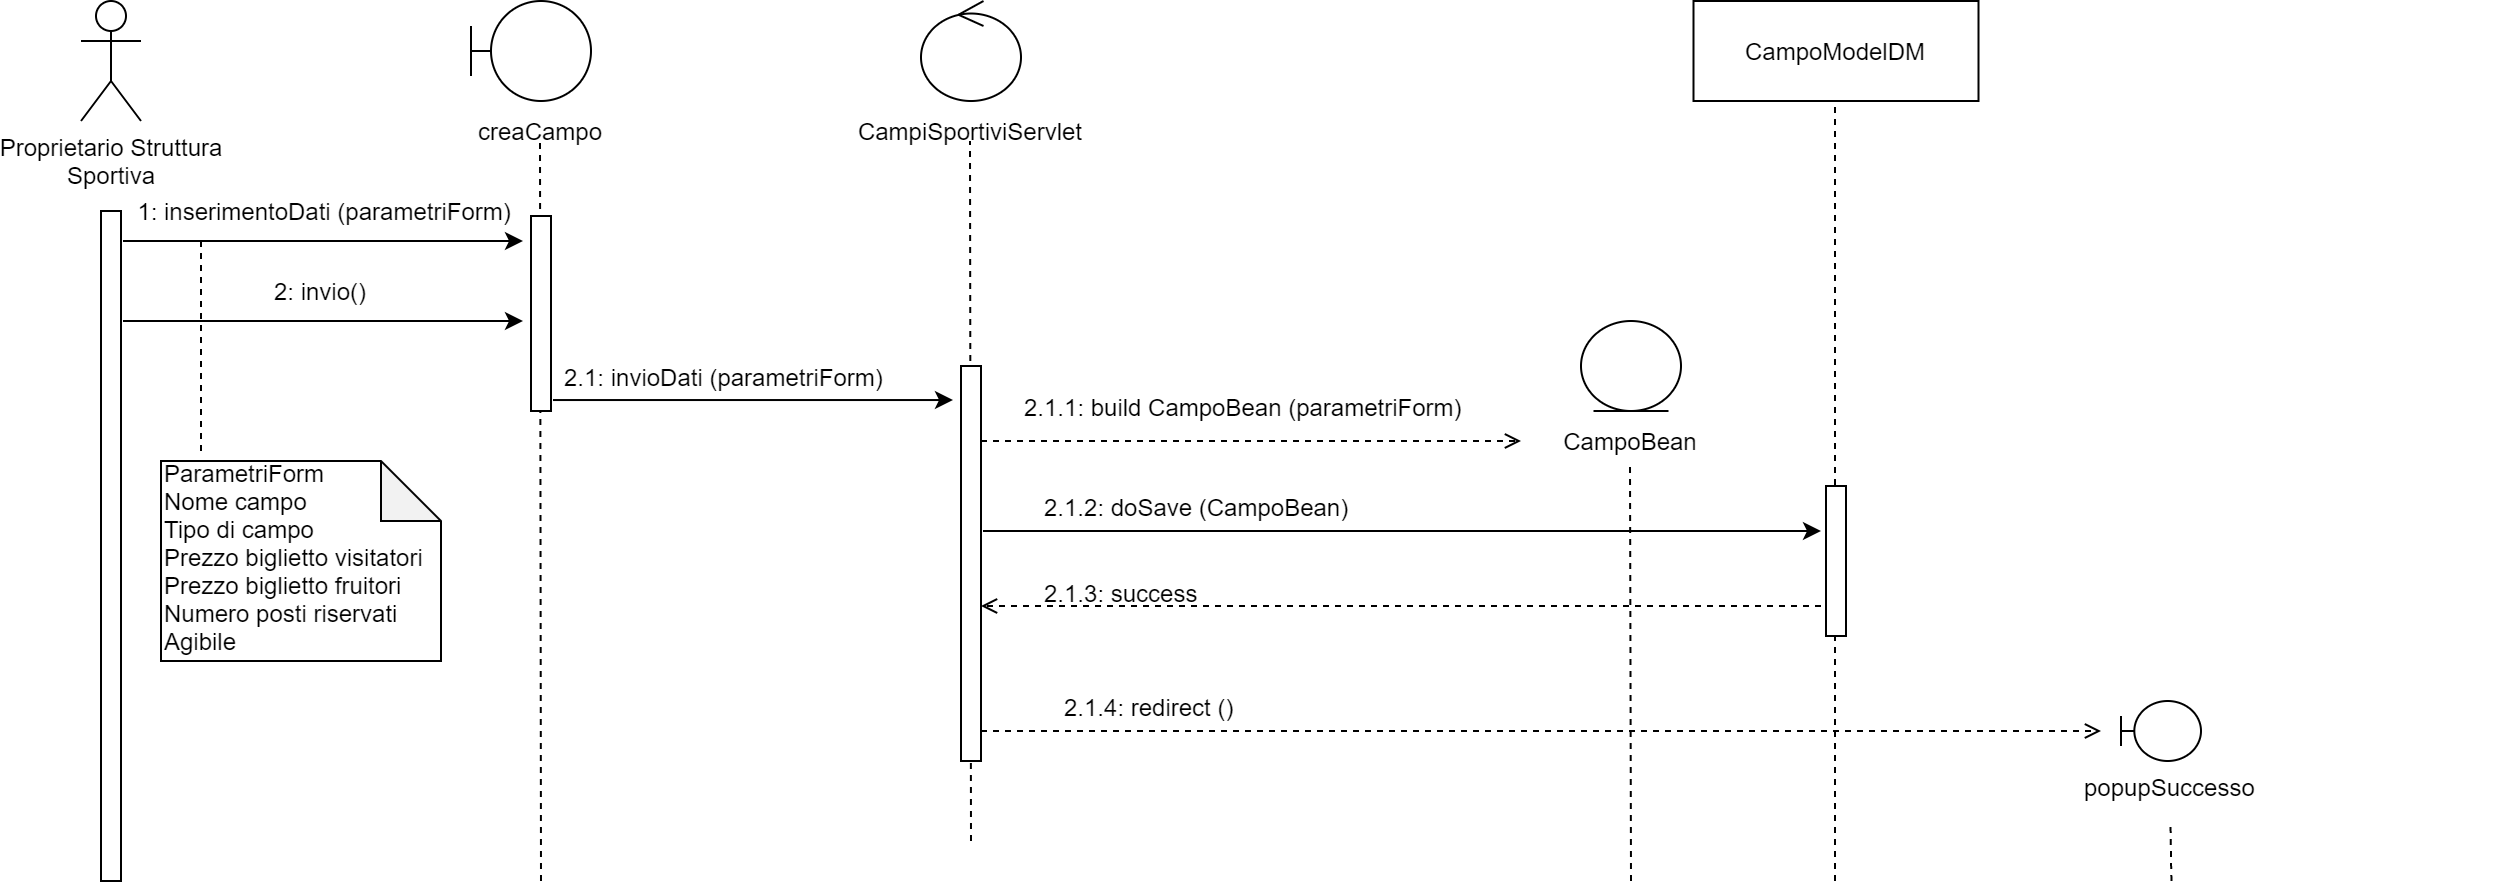 CampoModelDM
creaCampo
CampiSportiviServlet
Proprietario Struttura
Sportiva
1: inserimentoDati (parametriForm)
2: invio()
2.1: invioDati (parametriForm)
2.1.1: build CampoBean (parametriForm)
CampoBean
ParametriForm
Nome campo
Tipo di campo
Prezzo biglietto visitatori
Prezzo biglietto fruitori
Numero posti riservati
Agibile
2.1.2: doSave (CampoBean)
2.1.3: success
2.1.4: redirect ()
popupSuccesso